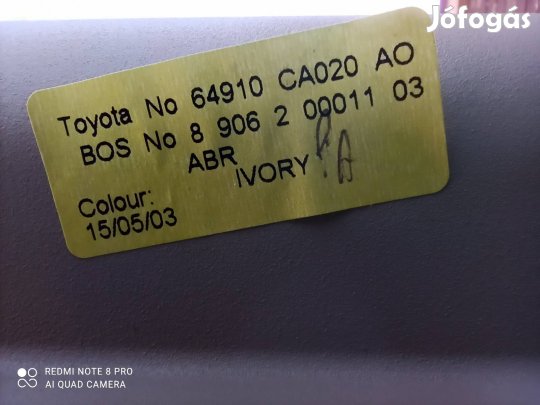 Jófogás
Toyota No 64910 CA020 AO
BOS No 8 906 2 00011 03
ABR
Colour: IVORY
15/05/03
REDMI NOTE 8 PRO
AI QUAD CAMERA